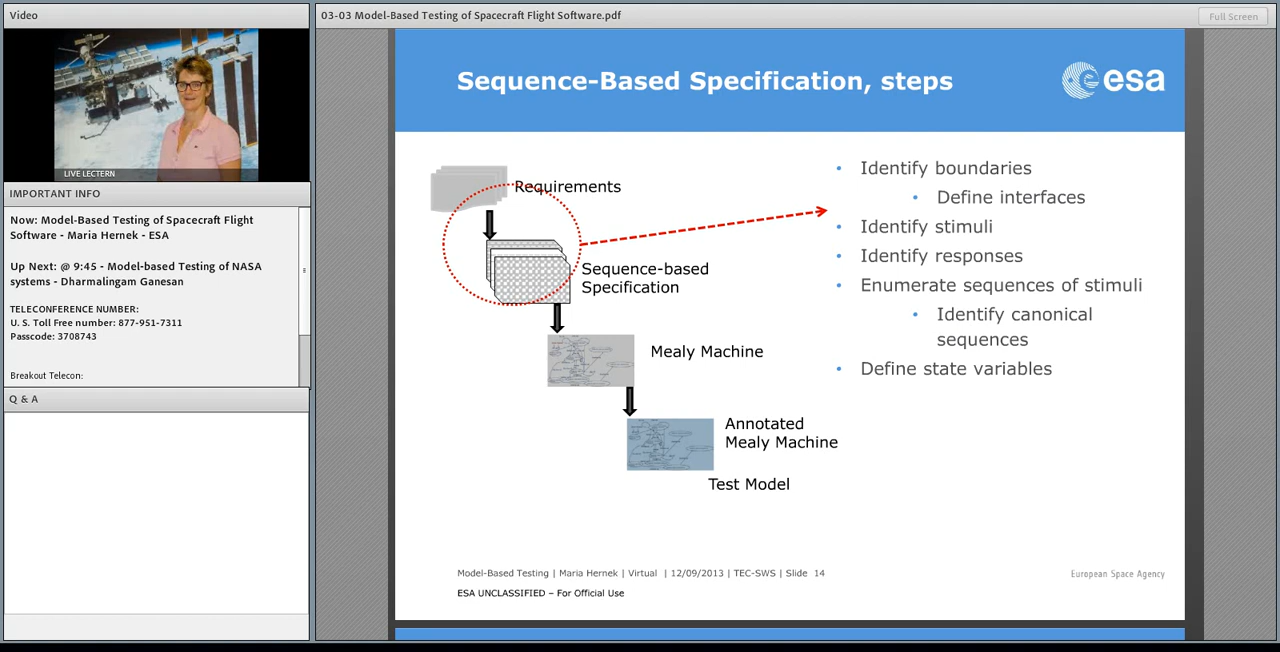 Video
LIVE LECTERN
IMPORTANT INFO
Now: Model-Based Testing of Spacecraft Flight
Software - Maria Hernek - ESA
Up Next: @ 9:45 - Model-based Testing of NASA
systems - Dharmalingam Ganesan
TELECONFERENCE NUMBER:
U. S. Toll Free number: 877-951-7311
Passcode: 3708743
Breakout Telecon:
Q & A
03-03 Model-Based Testing of Spacecraft Flight Software.pdf
Full Screen
Sequence-Based Specification, steps
esa
Requirements
Sequence-based
Specification
Mealy Machine
Annotated
Mealy Machine
Test Model
• Identify boundaries
• Define interfaces
• Identify stimuli
• Identify responses
• Enumerate sequences of stimuli
• Identify canonical
sequences
• Define state variables
Model-Based Testing | Maria Hernek | Virtual | 12/09/2013 | TEC-SWS | Slide 14
European Space Agency
ESA UNCLASSIFIED – For Official Use